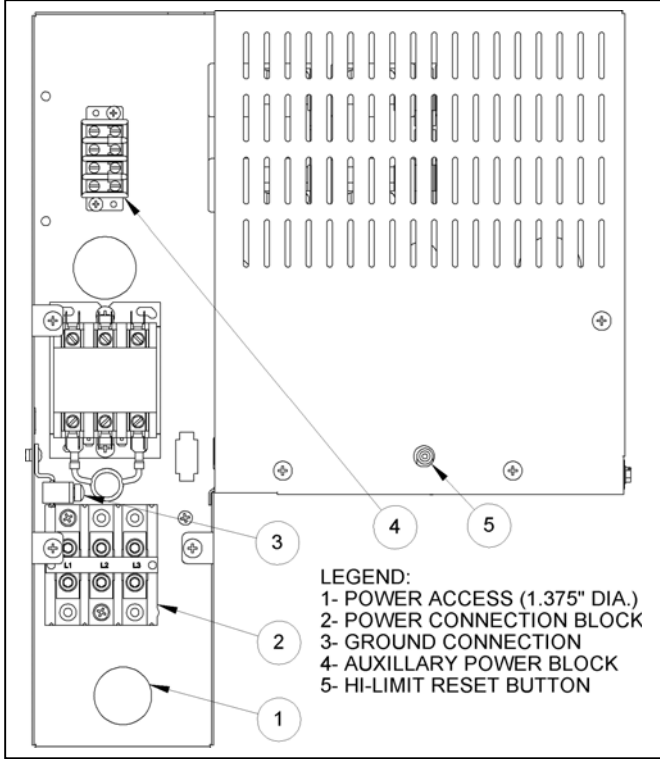 L1 L2 L3
4
5
3
2
1
LEGEND:
1- POWER ACCESS (1.375" DIA.)
2- POWER CONNECTION BLOCK
3- GROUND CONNECTION
4- AUXILLARY POWER BLOCK
5- HI-LIMIT RESET BUTTON